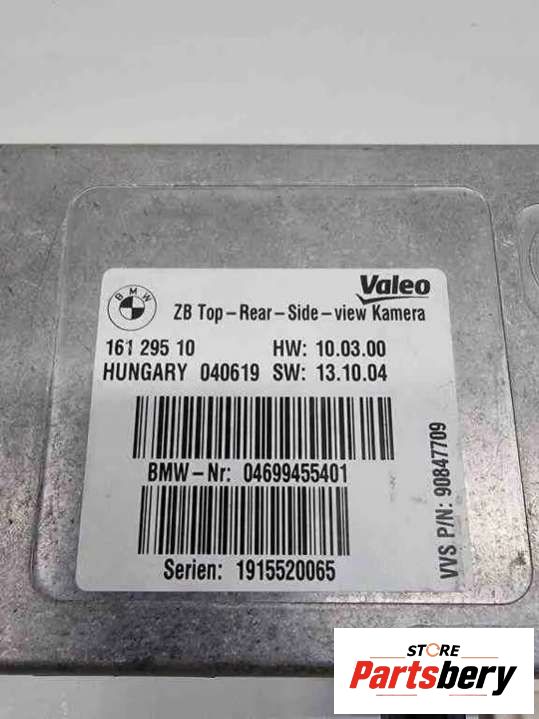 BMW
Valeo
ZB Top-Rear-Side-view Kamera
161 295 10 HW: 10.03.00
HUNGARY 040619 SW: 13.10.04
BMW-Nr: 04699455401
Serien: 1915520065
VVS P/N: 90847709
STORE
Partsbery